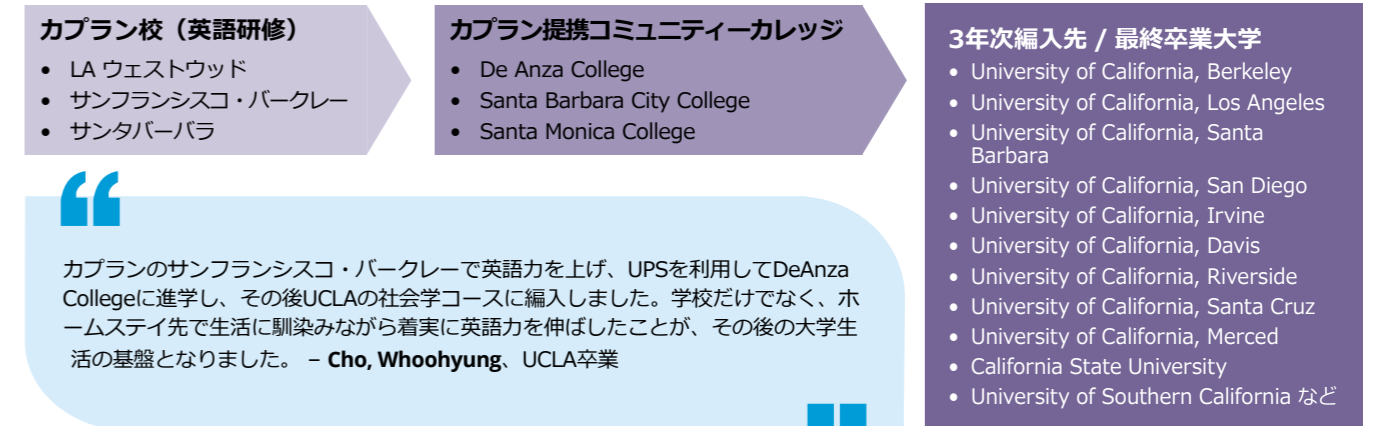 カプラン校（英語研修）
• LA ウェストウッド
• サンフランシスコ・バークレー
• サンタバーバラ
カプラン提携コミュニティーカレッジ
• De Anza College
• Santa Barbara City College
• Santa Monica College
3年次編入先 / 最終卒業大学
• University of California, Berkeley
• University of California, Los Angeles
• University of California, Santa
Barbara
• University of California, San Diego
• University of California, Irvine
• University of California, Davis
• University of California, Riverside
• University of California, Santa Cruz
• University of California, Merced
• California State University
• University of Southern California など
“
カプランのサンフランシスコ・バークレーで英語力を上げ、UPSを利用してDeAnza
Collegeに進学し、その後UCLAの社会学コースに編入しました。学校だけでなく、ホ
ームステイ先で生活に馴染みながら着実に英語力を伸ばしたことが、その後の大学生
活の基盤となりました。 – Cho, Whoohyung、UCLA卒業